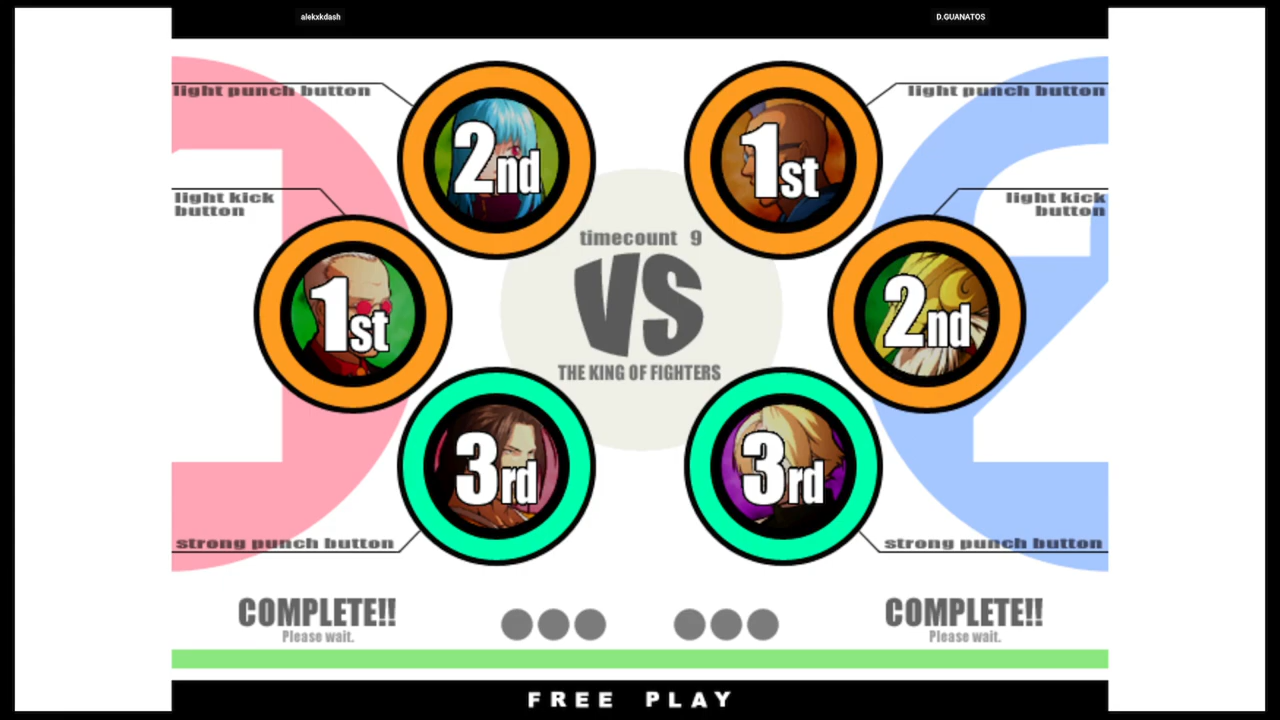 alekxkdash
D.GUANATOS
light punch button
light punch button
2nd
1st
light kick
button
light kick
button
timecount 9
VS
THE KING OF FIGHTERS
1st
2nd
3rd
3rd
strong punch button
strong punch button
COMPLETE!!
Please wait.
COMPLETE!!
Please wait.
FREE PLAY